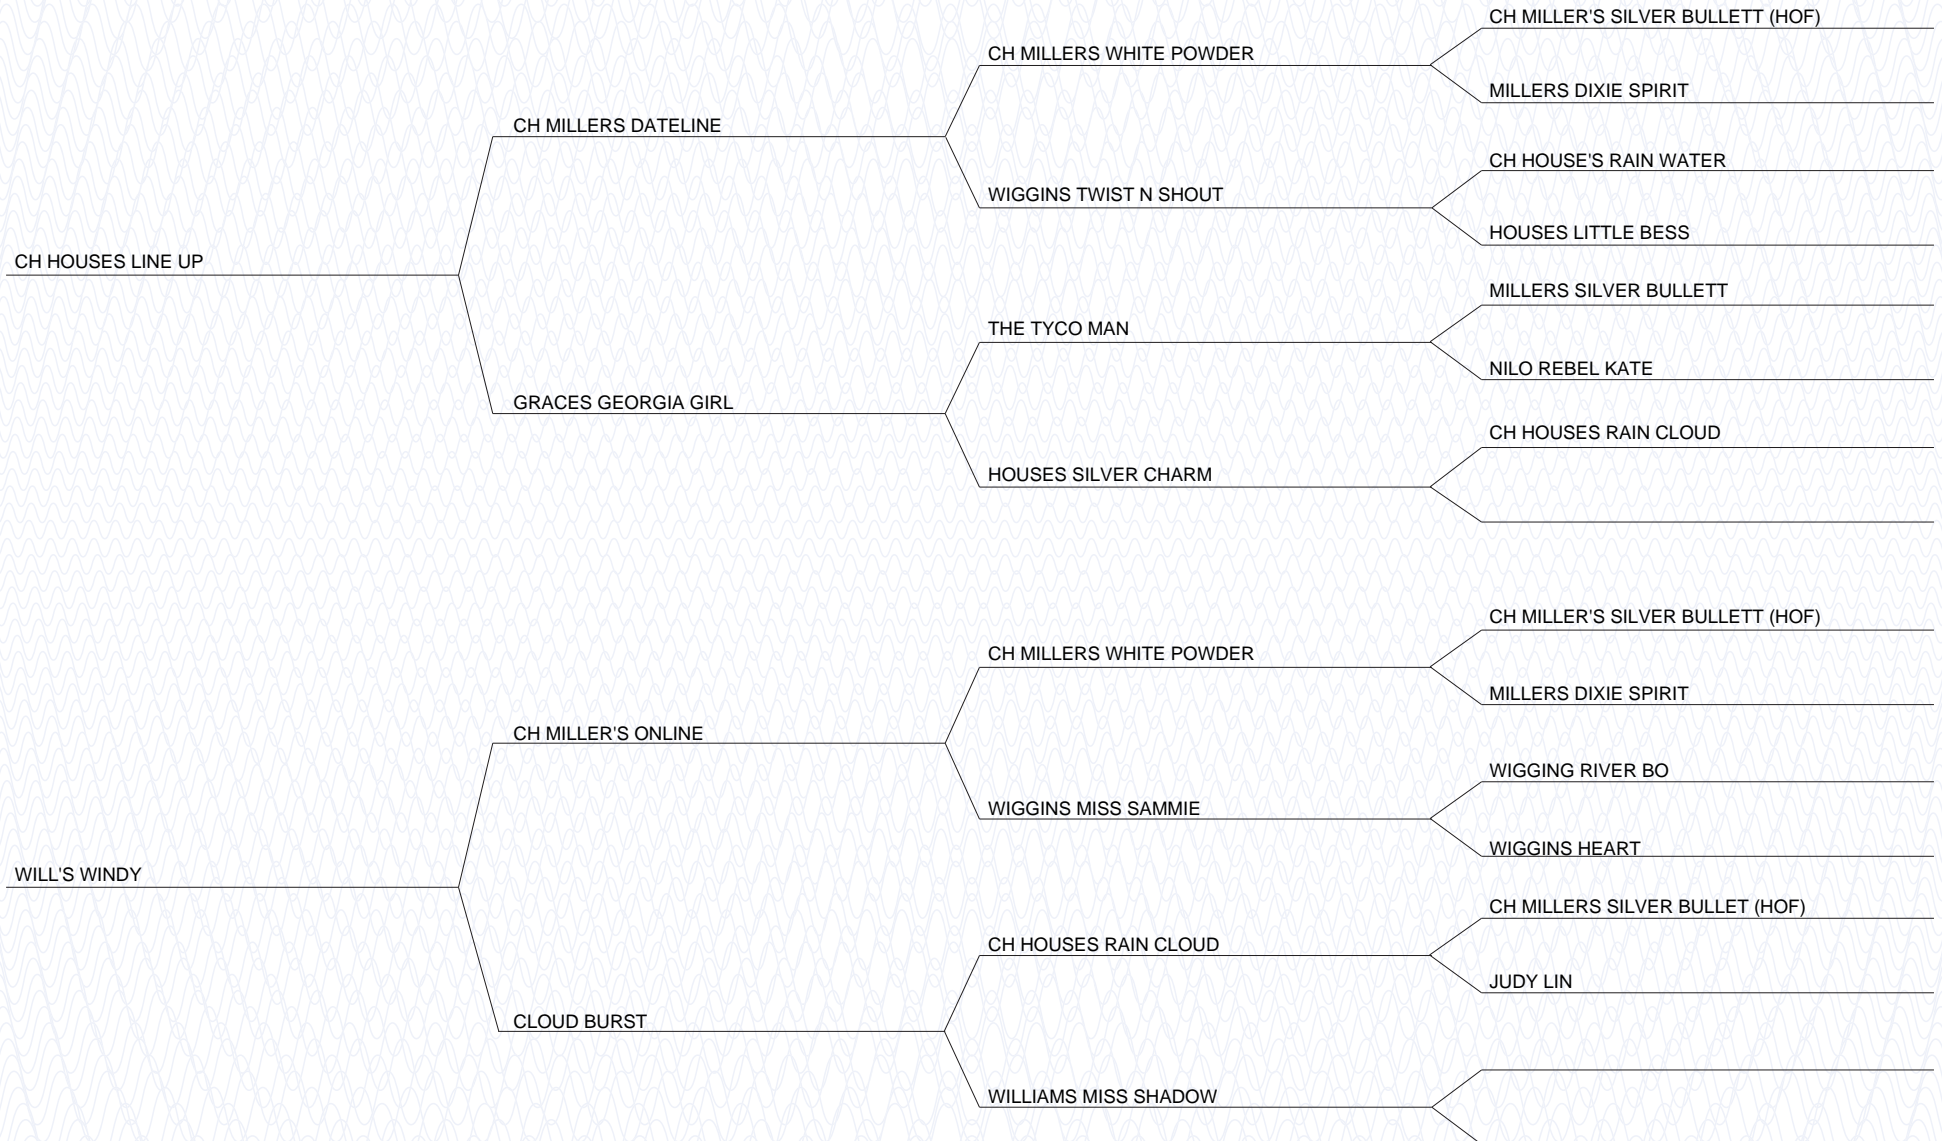 CH MILLER'S SILVER BULLETT (HOF)
CH MILLERS WHITE POWDER
MILLERS DIXIE SPIRIT
CH MILLERS DATELINE
CH HOUSE'S RAIN WATER
WIGGINS TWIST N SHOUT
HOUSES LITTLE BESS
CH HOUSES LINE UP
MILLERS SILVER BULLETT
THE TYCO MAN
NILO REBEL KATE
GRACES GEORGIA GIRL
CH HOUSES RAIN CLOUD
HOUSES SILVER CHARM
CH MILLER'S SILVER BULLETT (HOF)
CH MILLERS WHITE POWDER
MILLERS DIXIE SPIRIT
CH MILLER'S ONLINE
WIGGING RIVER BO
WIGGINS MISS SAMMIE
WIGGINS HEART
WILL'S WINDY
CH MILLERS SILVER BULLET (HOF)
CH HOUSES RAIN CLOUD
JUDY LIN
CLOUD BURST
WILLIAMS MISS SHADOW